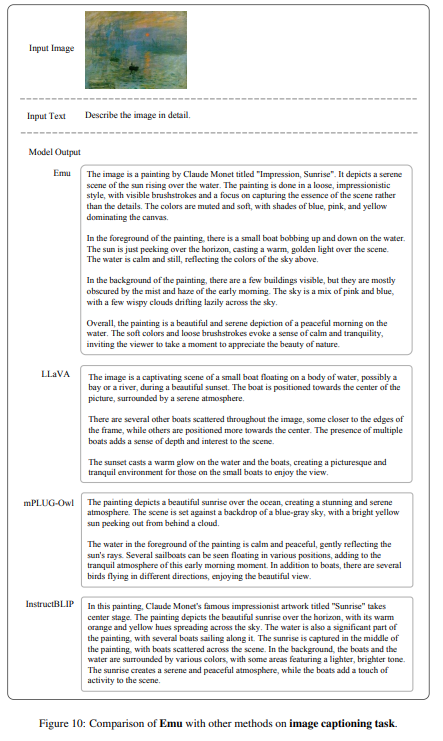 Input Image
Input Text
Describe the image in detail.
Model Output
Emu
The image is a painting by Claude Monet titled "Impression, Sunrise". It depicts a serene
scene of the sun rising over the water. The painting is done in a loose, impressionistic
style, with visible brushstrokes and a focus on capturing the essence of the scene rather
than the details. The colors are muted and soft, with shades of blue, pink, and yellow
dominating the canvas.
In the foreground of the painting, there is a small boat bobbing up and down on the water.
The sun is just peeking over the horizon, casting a warm, golden light over the scene.
The water is calm and still, reflecting the colors of the sky above.
In the background of the painting, there are a few buildings visible, but they are mostly
obscured by the mist and haze of the early morning. The sky is a mix of pink and blue,
with a few wispy clouds drifting lazily across the sky.
Overall, the painting is a beautiful and serene depiction of a peaceful morning on the
water. The soft colors and loose brushstrokes evoke a sense of calm and tranquility,
inviting the viewer to take a moment to appreciate the beauty of nature.
LLaVA
The image is a captivating scene of a small boat floating on a body of water, possibly a
bay or a river, during a beautiful sunset. The boat is positioned towards the center of the
picture, surrounded by a serene atmosphere.
There are several other boats scattered throughout the image, some closer to the edges of
the frame, while others are positioned more towards the center. The presence of multiple
boats adds a sense of depth and interest to the scene.
The sunset casts a warm glow on the water and the boats, creating a picturesque and
tranquil environment for those on the small boats to enjoy the view.
mPLUG-Owl
The painting depicts a beautiful sunrise over the ocean, creating a stunning and serene
atmosphere. The scene is set against a backdrop of a blue-gray sky, with a bright yellow
sun peeking out from behind a cloud.
The water in the foreground of the painting is calm and peaceful, gently reflecting the
sun's rays. Several sailboats can be seen floating in various positions, adding to the
tranquil atmosphere of this early morning moment. In addition to boats, there are several
birds flying in different directions, enjoying the beautiful view.
InstructBLIP
In this painting, Claude Monet's famous impressionist artwork titled "Sunrise" takes
center stage. The painting depicts the beautiful sunrise over the horizon, with its warm
orange and yellow hues spreading across the sky. The water is also a significant part of
the painting, with several boats sailing along it. The sunrise is captured in the middle of
the painting, with boats scattered across the scene. In the background, the boats and the
water are surrounded by various colors, with some areas featuring a lighter, brighter tone.
The sunrise creates a serene and peaceful atmosphere, while the boats add a touch of
activity to the scene.
Figure 10: Comparison of Emu with other methods on image captioning task.